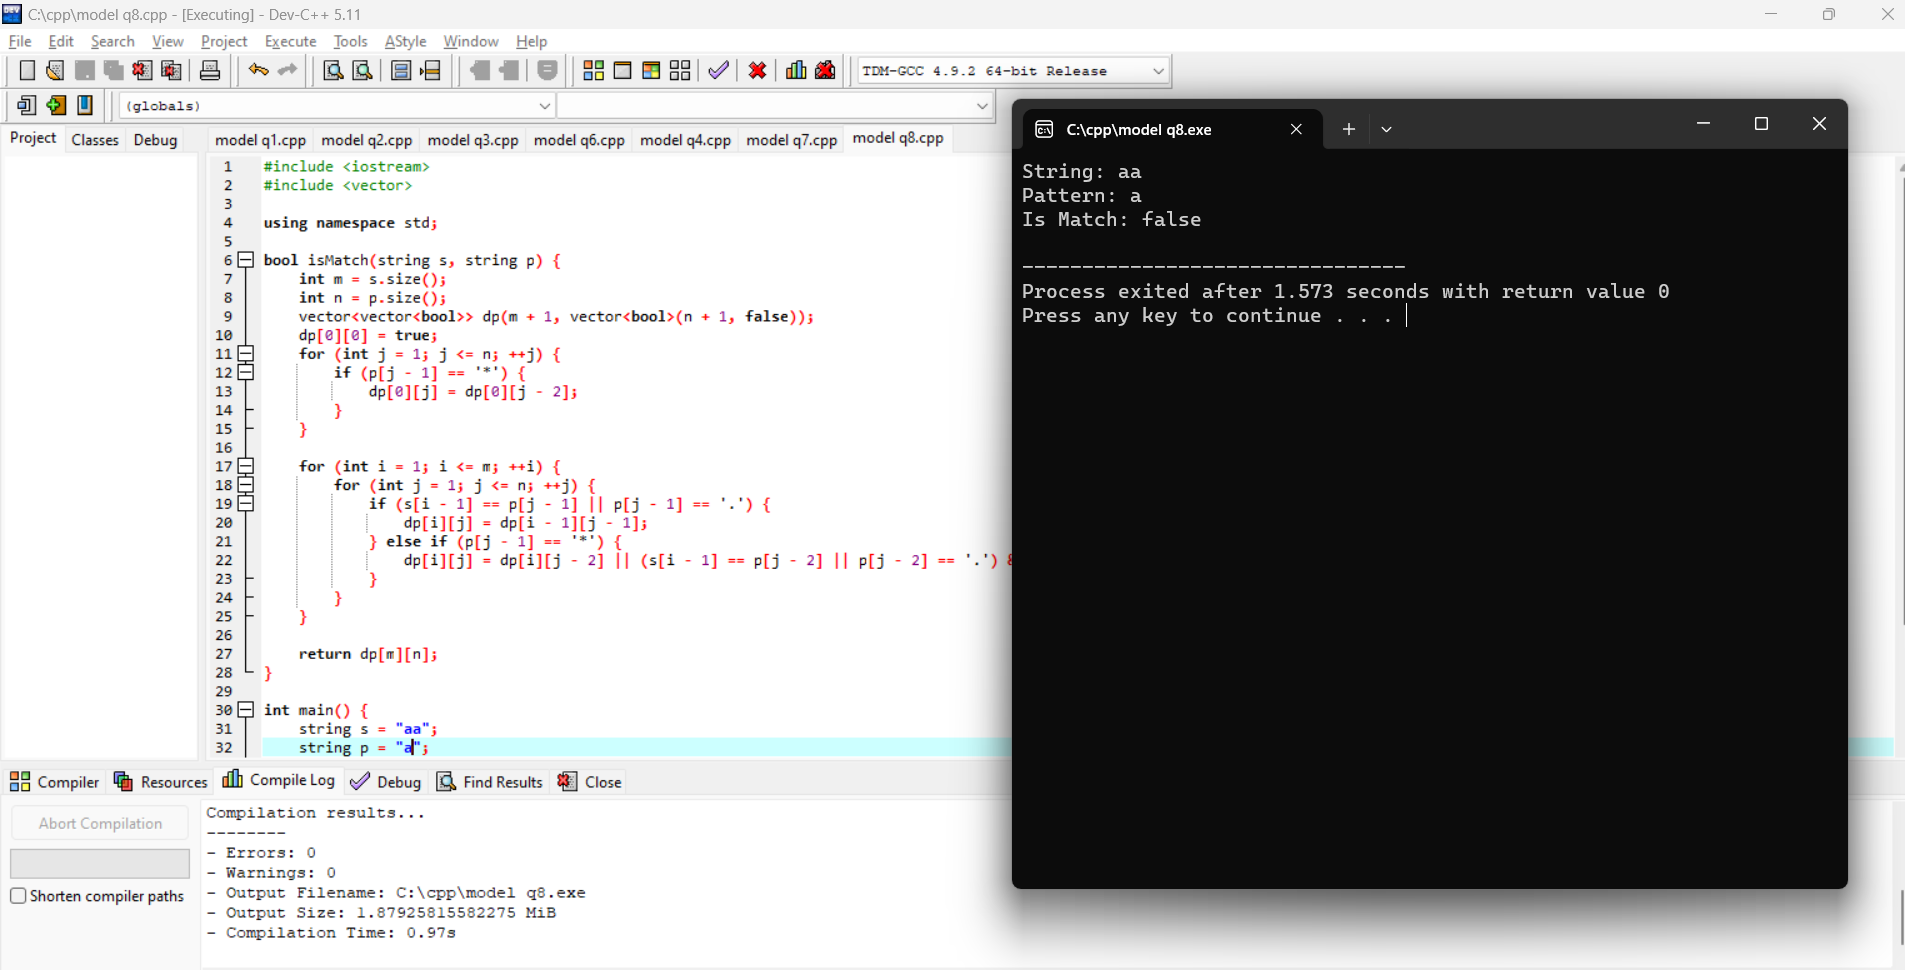 C:\cpp\model q8.cpp - [Executing] - Dev-C++ 5.11
File Edit Search View Project Execute Tools AStyle Window Help
TDM-GCC 4.9.2 64-bit Release
(globals)
Project Classes Debug
model q1.cpp model q2.cpp model q3.cpp model q6.cpp model q4.cpp model q7.cpp model q8.cpp
1 #include <iostream>
2 #include <vector>
3
4 using namespace std;
5
6 bool isMatch(string s, string p) {
7 int m = s.size();
8 int n = p.size();
9 vector<vector<bool>> dp(m + 1, vector<bool>(n + 1, false));
10 dp[0][0] = true;
11 for (int j = 1; j <= n; ++j) {
12 if (p[j - 1] == '*') {
13 dp[0][j] = dp[0][j - 2];
14 }
15 }
16
17 for (int i = 1; i <= m; ++i) {
18 for (int j = 1; j <= n; ++j) {
19 if (s[i - 1] == p[j - 1] || p[j - 1] == '.') {
20 dp[i][j] = dp[i - 1][j - 1];
21 } else if (p[j - 1] == '*') {
22 dp[i][j] = dp[i][j - 2] || (s[i - 1] == p[j - 2] || p[j - 2] == '.')
23 }
24 }
25 }
26
27 return dp[m][n];
28 }
29
30 int main() {
31 string s = "aa";
32 string p = "a";
C:\cpp\model q8.exe
String: aa
Pattern: a
Is Match: false
--------------------------------
Process exited after 1.573 seconds with return value 0
Press any key to continue . . .
Compiler Resources Compile Log Debug Find Results Close
Abort Compilation
Shorten compiler paths
Compilation results...
--------
- Errors: 0
- Warnings: 0
- Output Filename: C:\cpp\model q8.exe
- Output Size: 1.87925815582275 MiB
- Compilation Time: 0.97s